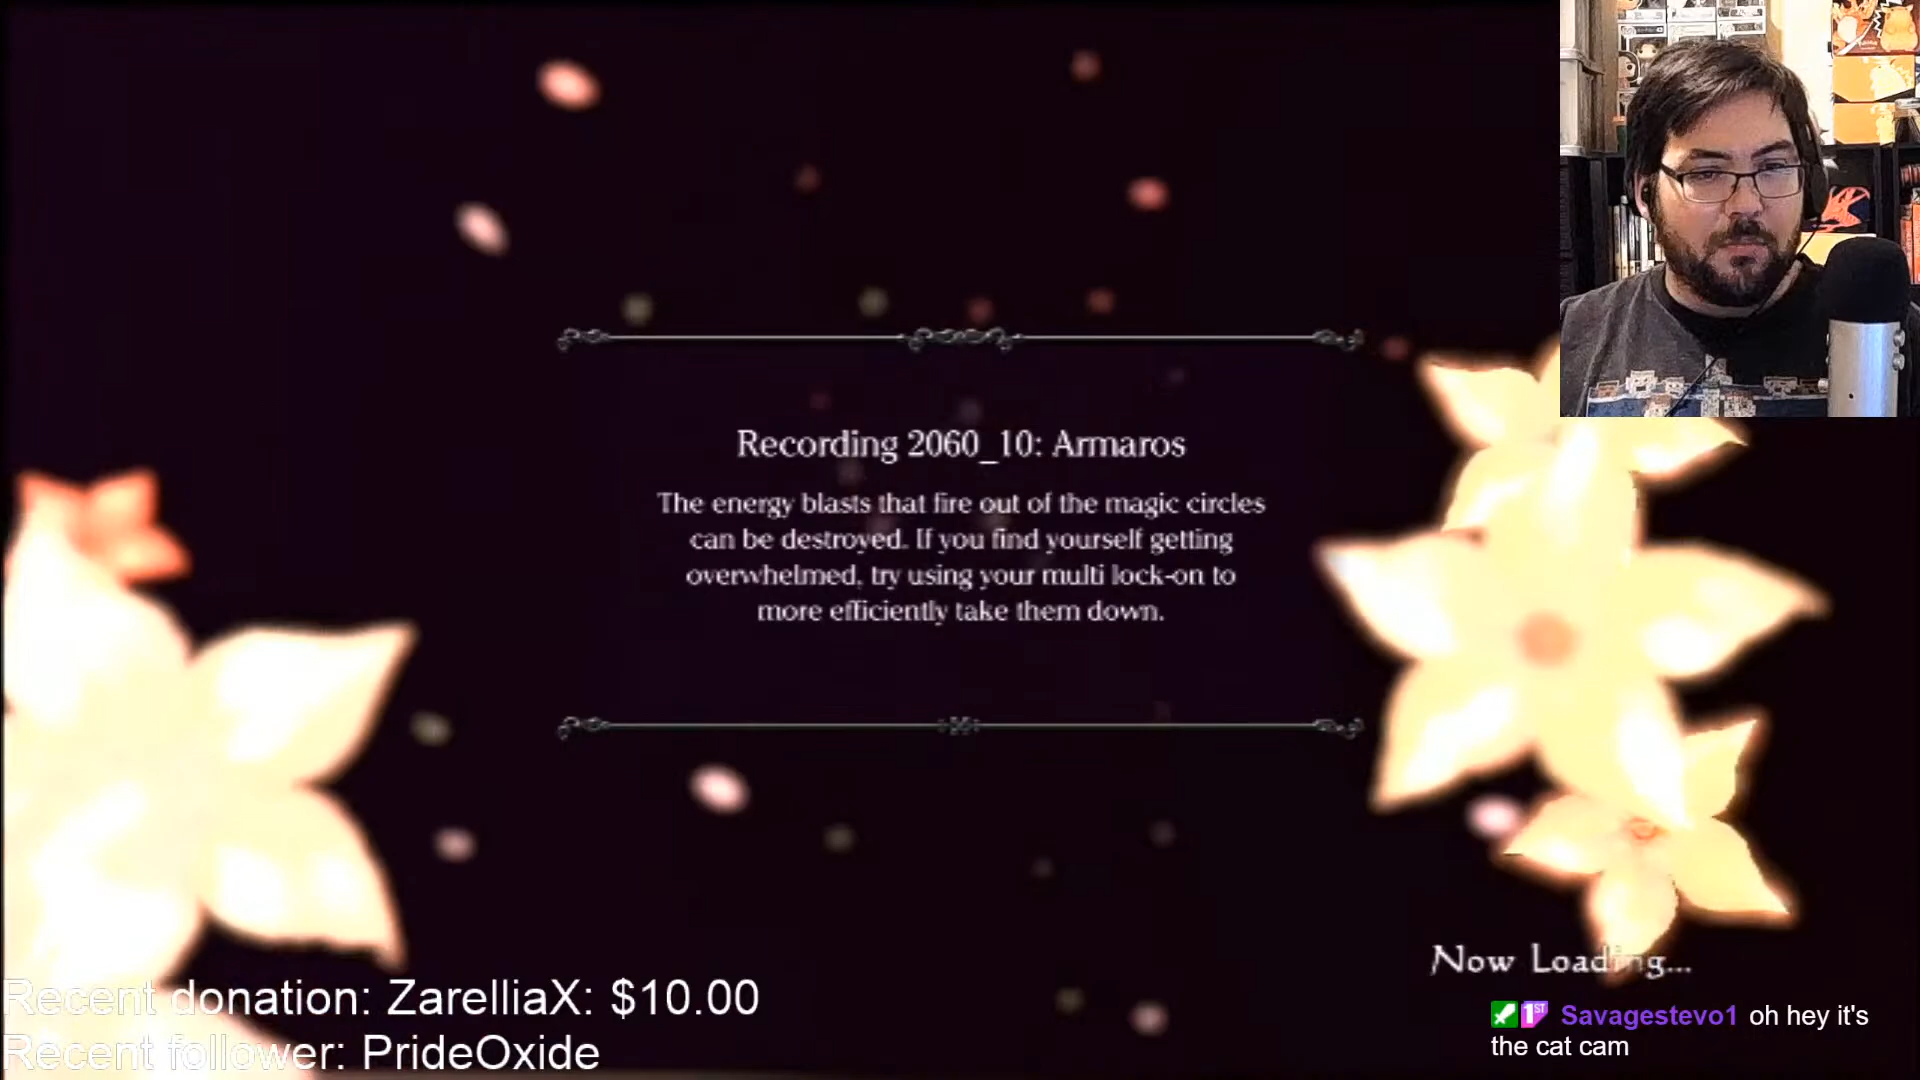 Recording 2060_10: Armaros
The energy blasts that fire out of the magic circles
can be destroyed. If you find yourself getting
overwhelmed, try using your multi lock-on to
more efficiently take them down.
Now Loading...
Recent donation: ZarelliaX: $10.00
Recent follower: PrideOxide
1ST Savagestevo1 oh hey it's
the cat cam